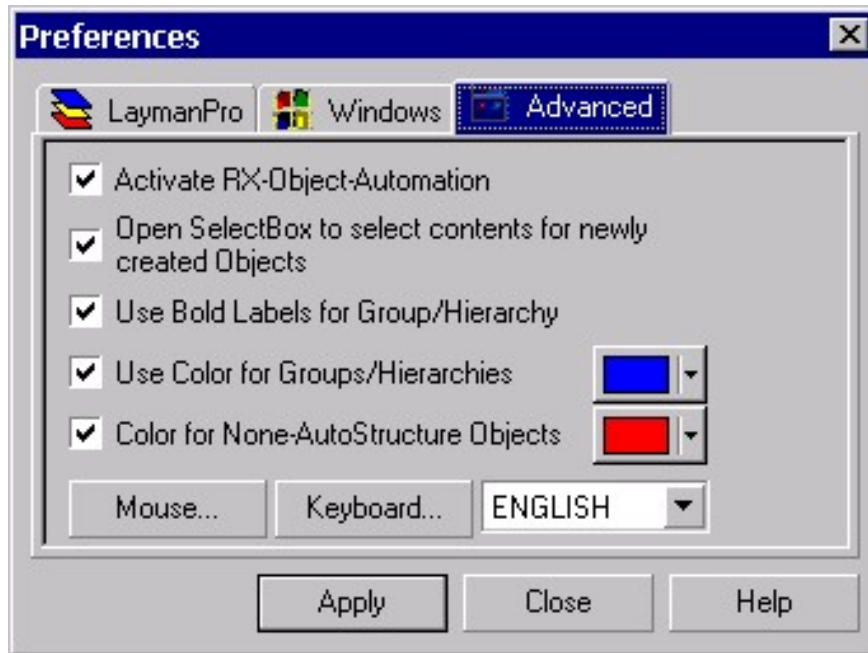 Preferences
LaymanPro Windows Advanced
Activate RX-Object-Automation
Open SelectBox to select contents for newly
created Objects
Use Bold Labels for Group/Hierarchy
Use Color for Groups/Hierarchies
Color for None-AutoStructure Objects
Mouse... Keyboard... ENGLISH
Apply Close Help